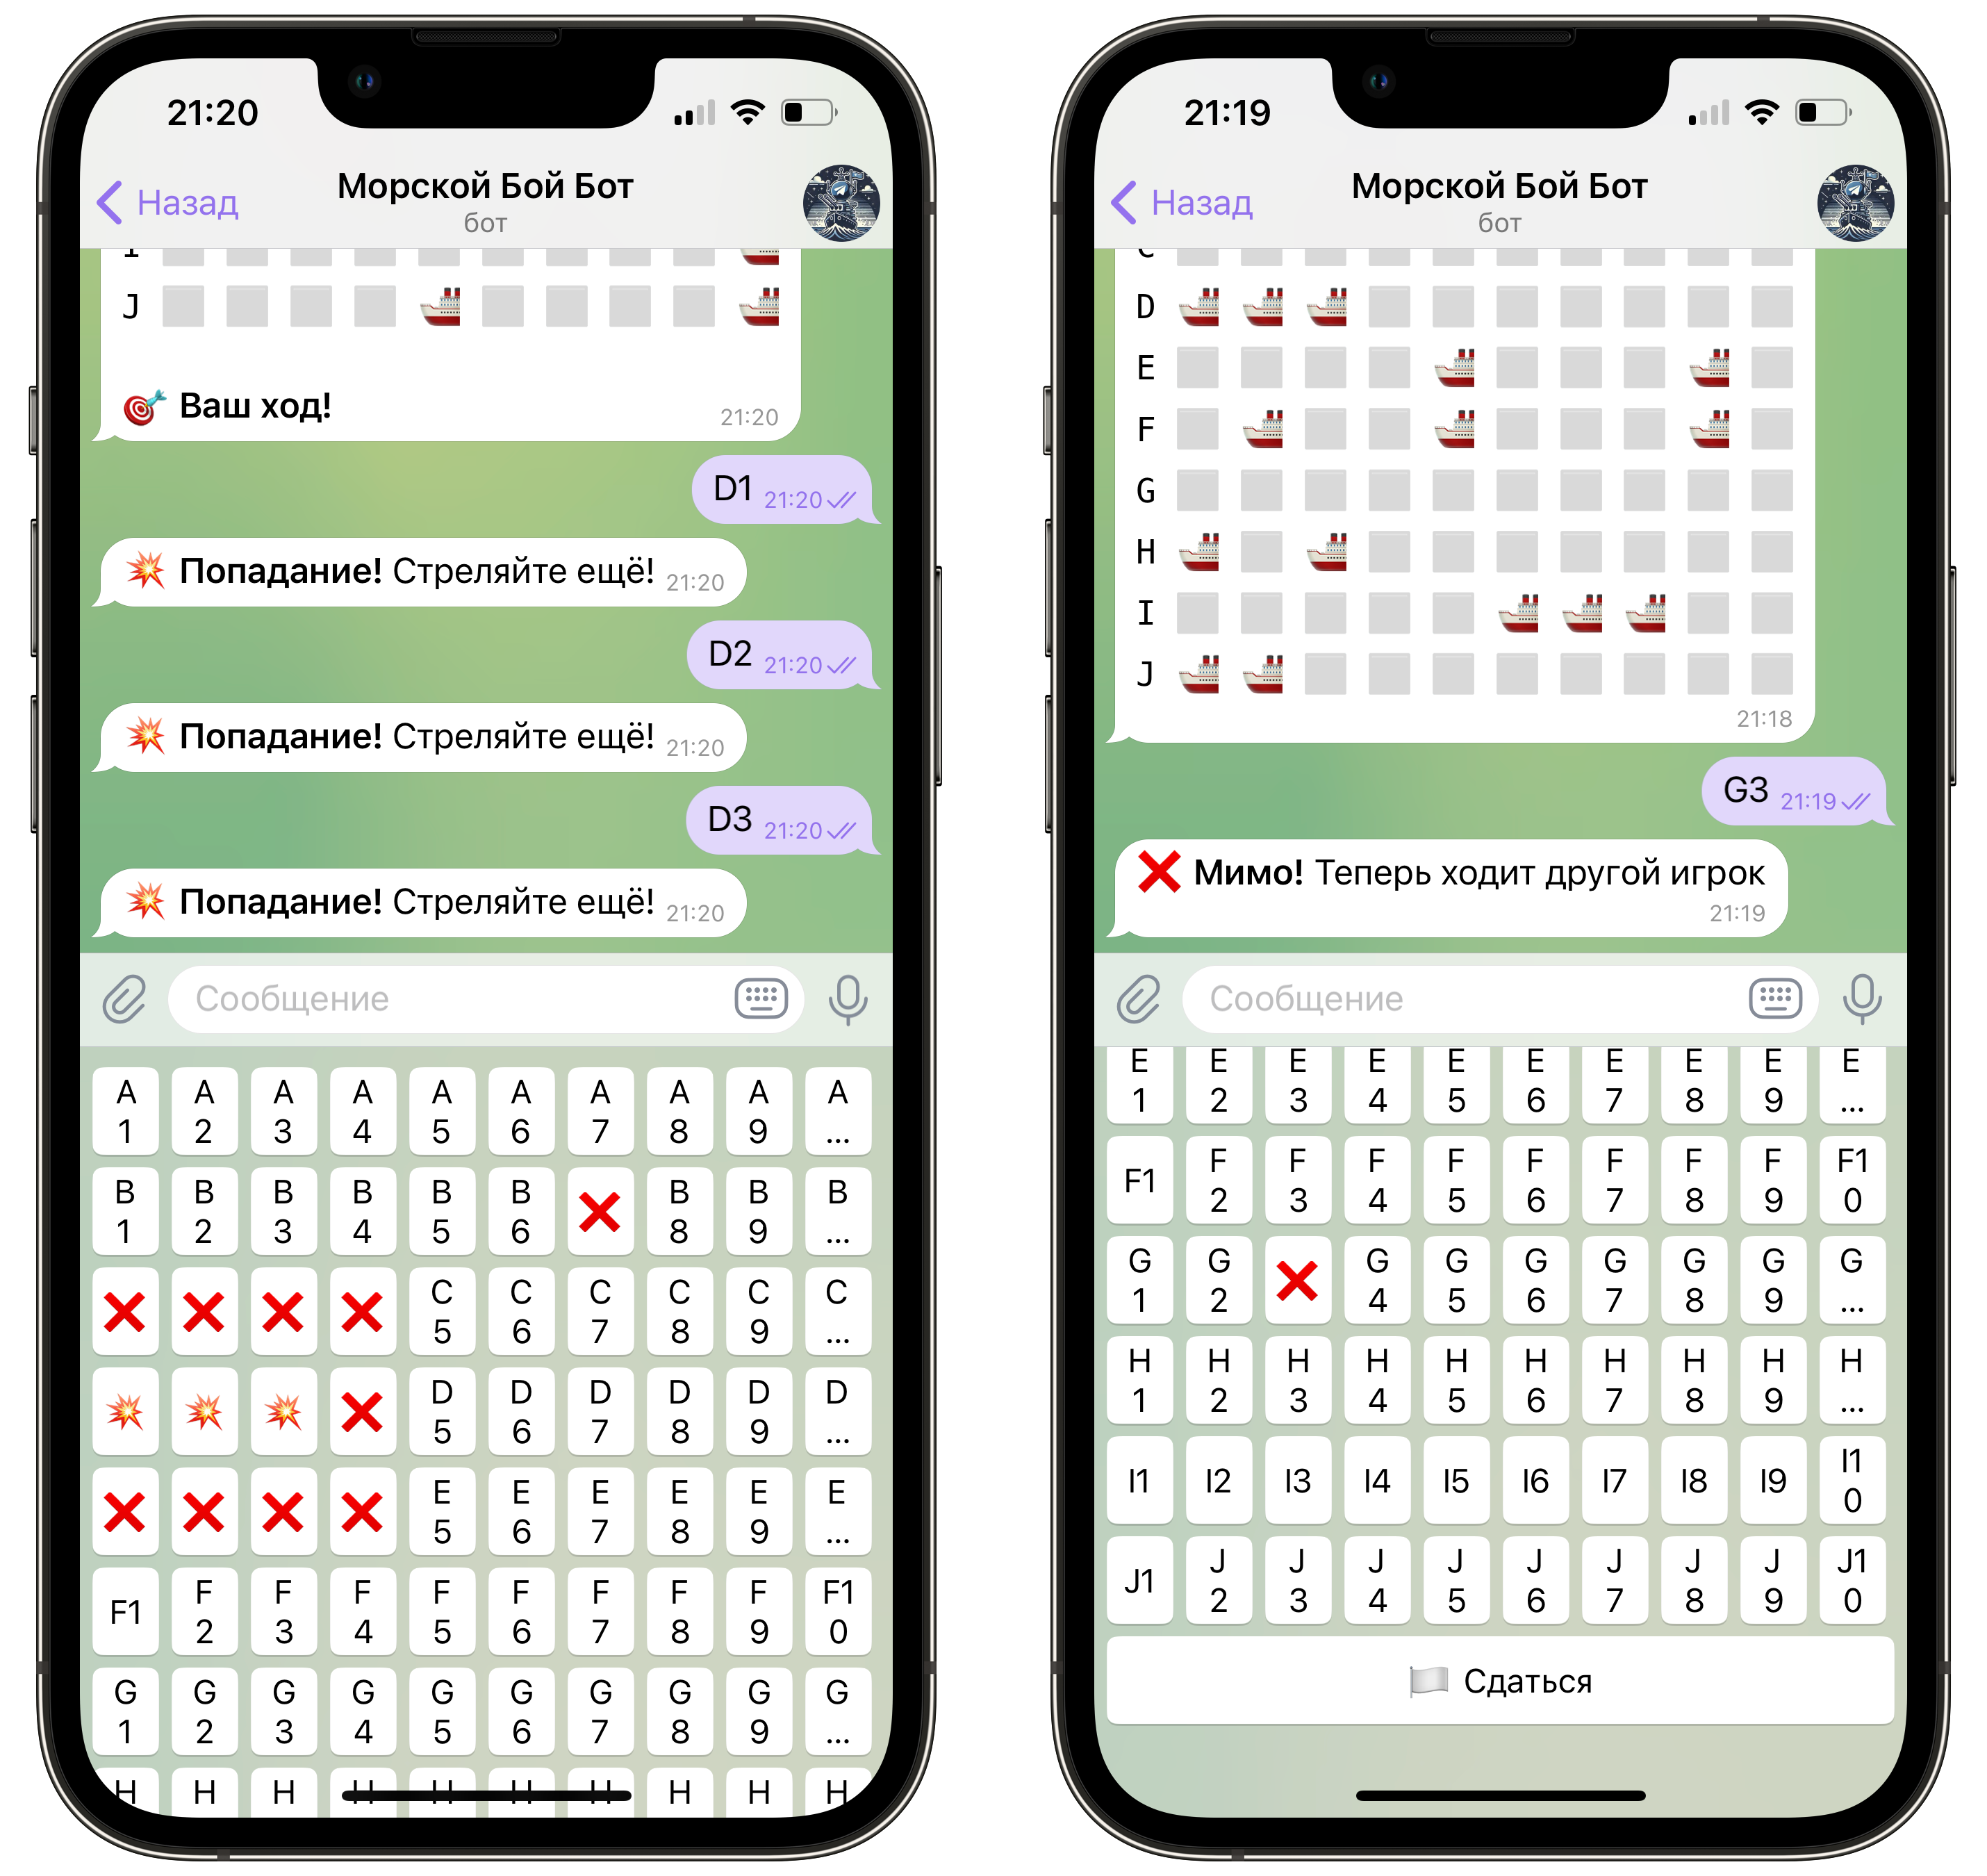 21:20
Назад
Морской Бой Бот
бот
I
J
🎯 Ваш ход!
21:20
D1 21:20
💥 Попадание! Стреляйте ещё! 21:20
D2 21:20
💥 Попадание! Стреляйте ещё! 21:20
D3 21:20
💥 Попадание! Стреляйте ещё! 21:20
Сообщение
A 1 A 2 A 3 A 4 A 5 A 6 A 7 A 8 A 9 A ...
B 1 B 2 B 3 B 4 B 5 B 6 ❌ B 8 B 9 B ...
❌ ❌ ❌ ❌ C 5 C 6 C 7 C 8 C 9 C ...
💥 💥 💥 ❌ D 5 D 6 D 7 D 8 D 9 D ...
❌ ❌ ❌ ❌ E 5 E 6 E 7 E 8 E 9 E ...
F1 F 2 F 3 F 4 F 5 F 6 F 7 F 8 F 9 F1 0
G 1 G 2 G 3 G 4 G 5 G 6 G 7 G 8 G 9 G ...
H H H H H H H H H H
21:19
Назад
Морской Бой Бот
бот
C
D
E
F
G
H
I
J
21:18
G3 21:19
❌ Мимо! Теперь ходит другой игрок
21:19
Сообщение
E 1 E 2 E 3 E 4 E 5 E 6 E 7 E 8 E 9 E ...
F1 F 2 F 3 F 4 F 5 F 6 F 7 F 8 F 9 F1 0
G 1 G 2 ❌ G 4 G 5 G 6 G 7 G 8 G 9 G ...
H 1 H 2 H 3 H 4 H 5 H 6 H 7 H 8 H 9 H ...
I1 I2 I3 I4 I5 I6 I7 I8 I9 I1 0
J1 J 2 J 3 J 4 J 5 J 6 J 7 J 8 J 9 J1 0
🏳 Сдаться